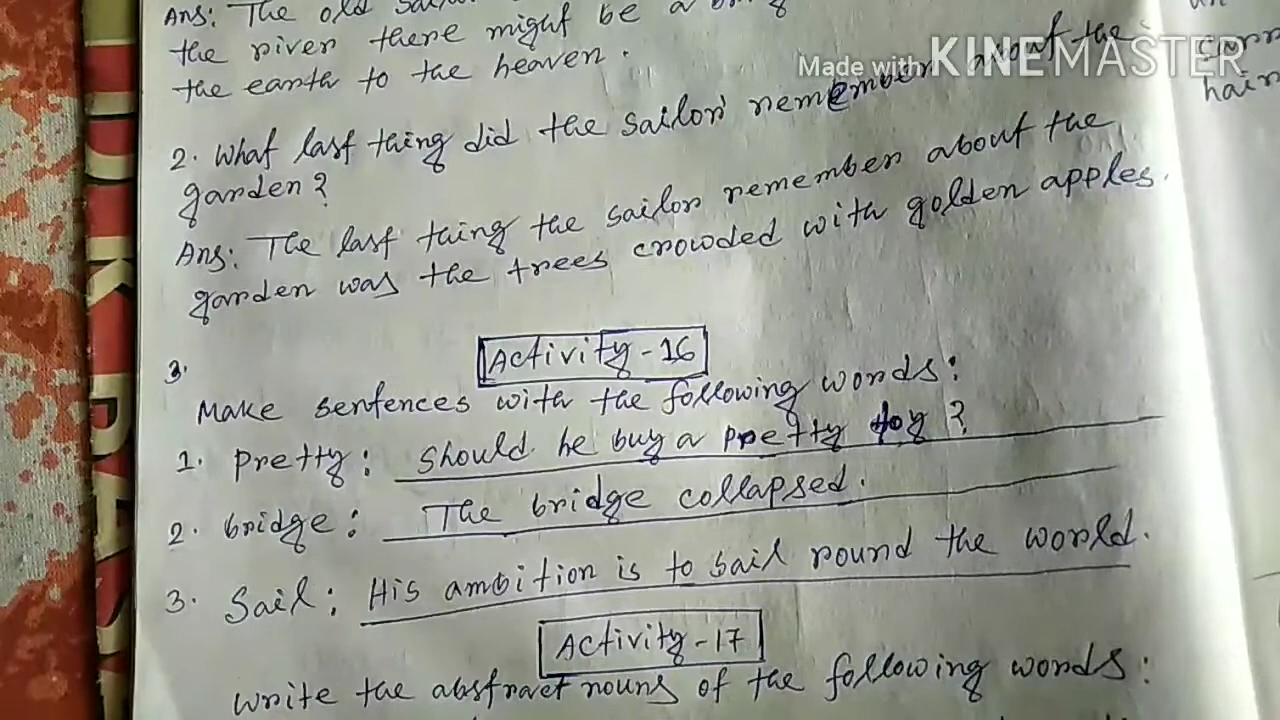 Ans: The old
the river there might be a
the earth to the heaven.
Made with KINEMASTER
2. What last thing did the sailor remember about the
garden?
Ans: The last thing the sailor remember about the
garden was the trees crowded with golden apples.
3.
Activity-16
Make sentences with the following words:
1. Pretty: Should he buy a pretty toy?
2. bridge: The bridge collapsed.
3. Sail: His ambition is to sail round the world.
Activity-17
Write the abstract nouns of the following words: